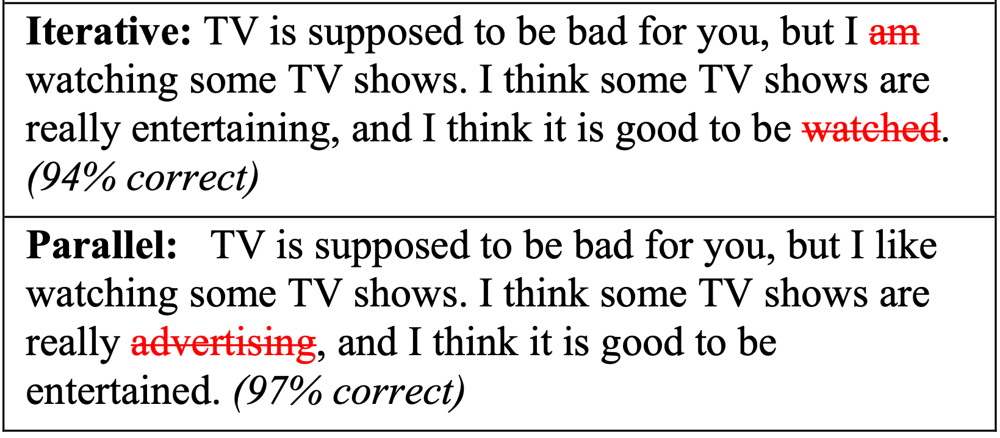 Iterative: TV is supposed to be bad for you, but I am
watching some TV shows. I think some TV shows are
really entertaining, and I think it is good to be watched.
(94% correct)
Parallel: TV is supposed to be bad for you, but I like
watching some TV shows. I think some TV shows are
really advertising, and I think it is good to be
entertained. (97% correct)